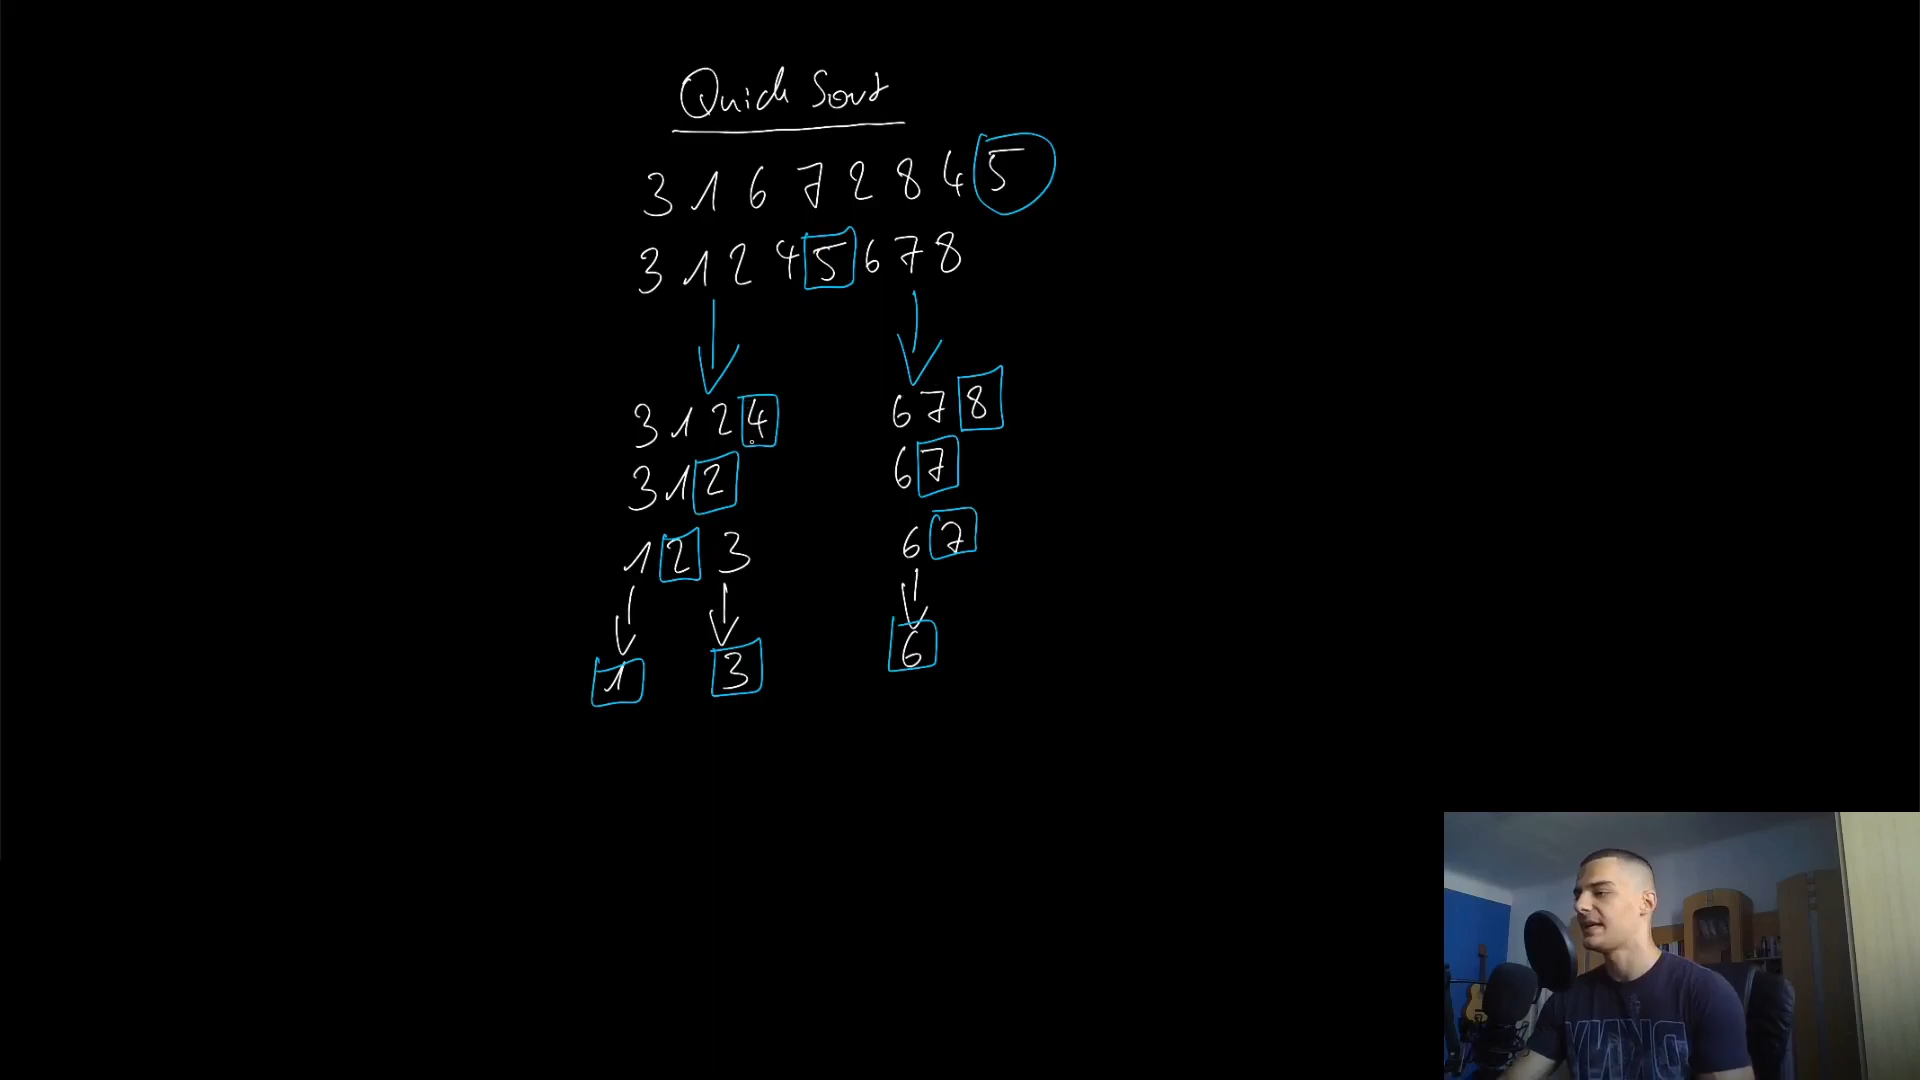 Quick Sort
3 1 6 7 2 8 4 5
3 1 2 4 5 6 7 8
3 1 2 4 6 7 8
3 1 2 6 7
1 2 3 6 7
1 3 6